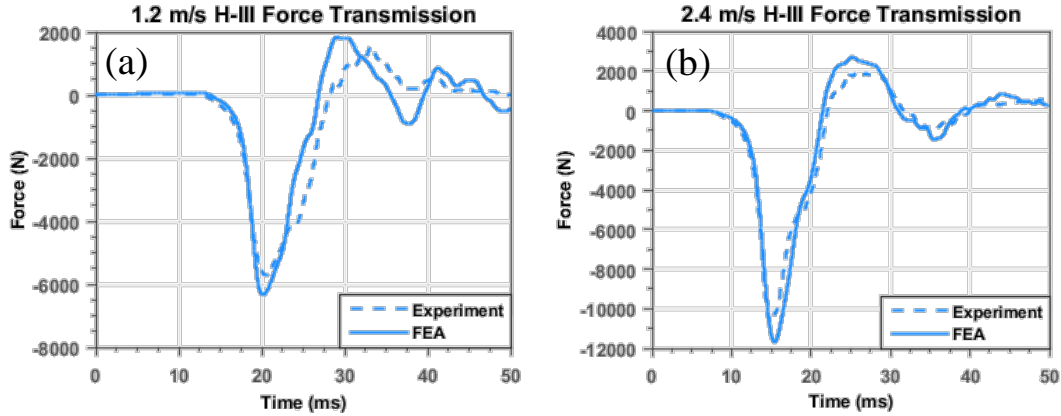 1.2 m/s H-III Force Transmission
(a)
Force (N)
2000
0
-2000
-4000
-6000
-8000
Experiment
FEA
0 10 20 30 40 50
Time (ms)
2.4 m/s H-III Force Transmission
(b)
Force (N)
4000
2000
0
-2000
-4000
-6000
-8000
-10000
-12000
Experiment
FEA
0 10 20 30 40 50
Time (ms)